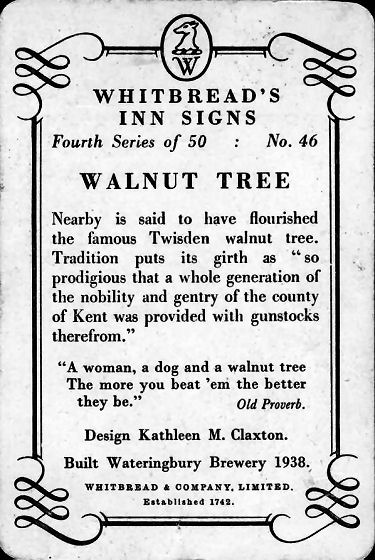 W
WHITBREAD'S
INN SIGNS
Fourth Series of 50 : No. 46
WALNUT TREE
Nearby is said to have flourished
the famous Twisden walnut tree.
Tradition puts its girth as "so
prodigious that a whole generation of
the nobility and gentry of the county
of Kent was provided with gunstocks
therefrom."
"A woman, a dog and a walnut tree
The more you beat 'em the better
they be." Old Proverb.
Design Kathleen M. Claxton.
Built Wateringbury Brewery 1938.
WHITBREAD & COMPANY, LIMITED.
Established 1742.